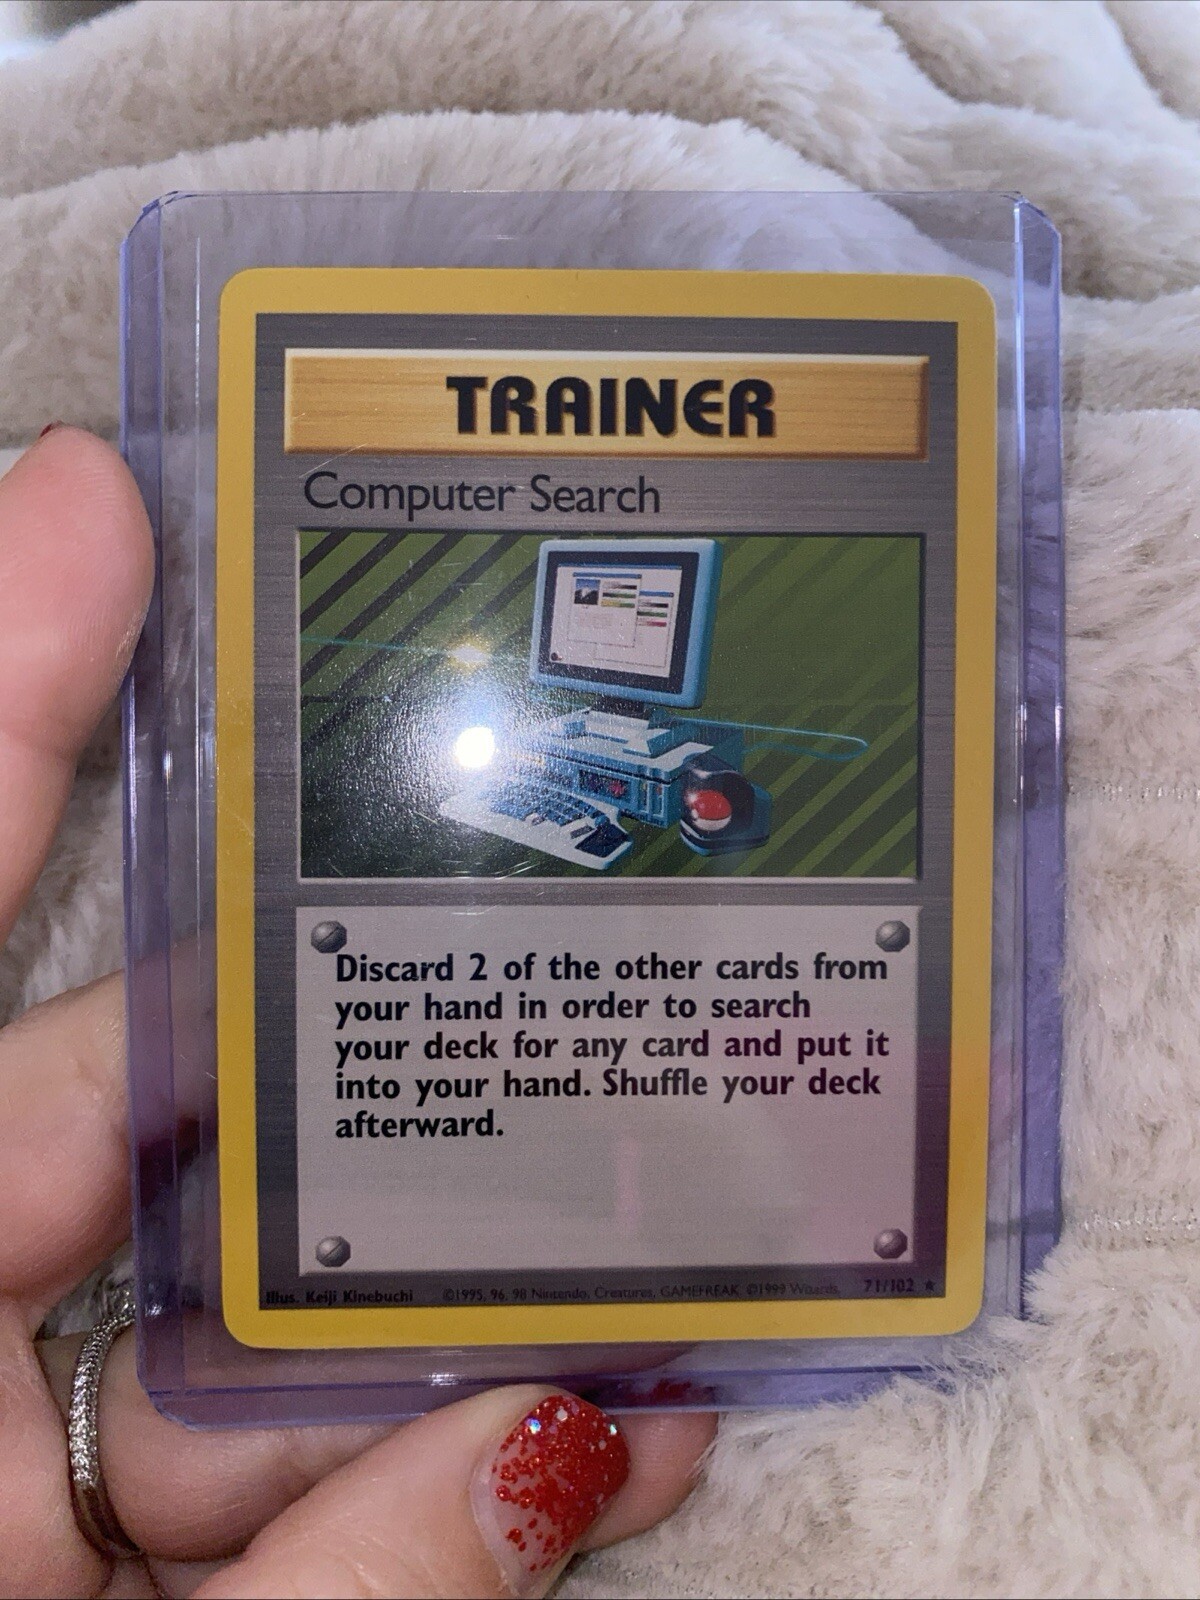 TRAINER
Computer Search
Discard 2 of the other cards from
your hand in order to search
your deck for any card and put it
into your hand. Shuffle your deck
afterward.
Illus. Keiji Kinebuchi ©1995, 96, 98 Nintendo, Creatures, GAMEFREAK. ©1999 Wizards. 71/102 ★